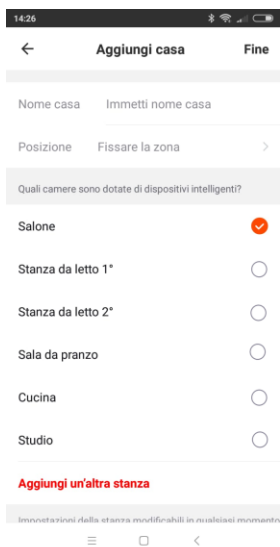 14:26
Aggiungi casa Fine
Nome casa Immetti nome casa
Posizione Fissare la zona
Quali camere sono dotate di dispositivi intelligenti?
Salone
Stanza da letto 1°
Stanza da letto 2°
Sala da pranzo
Cucina
Studio
Aggiungi un'altra stanza
Impostazioni della stanza modificabili in qualsiasi momento